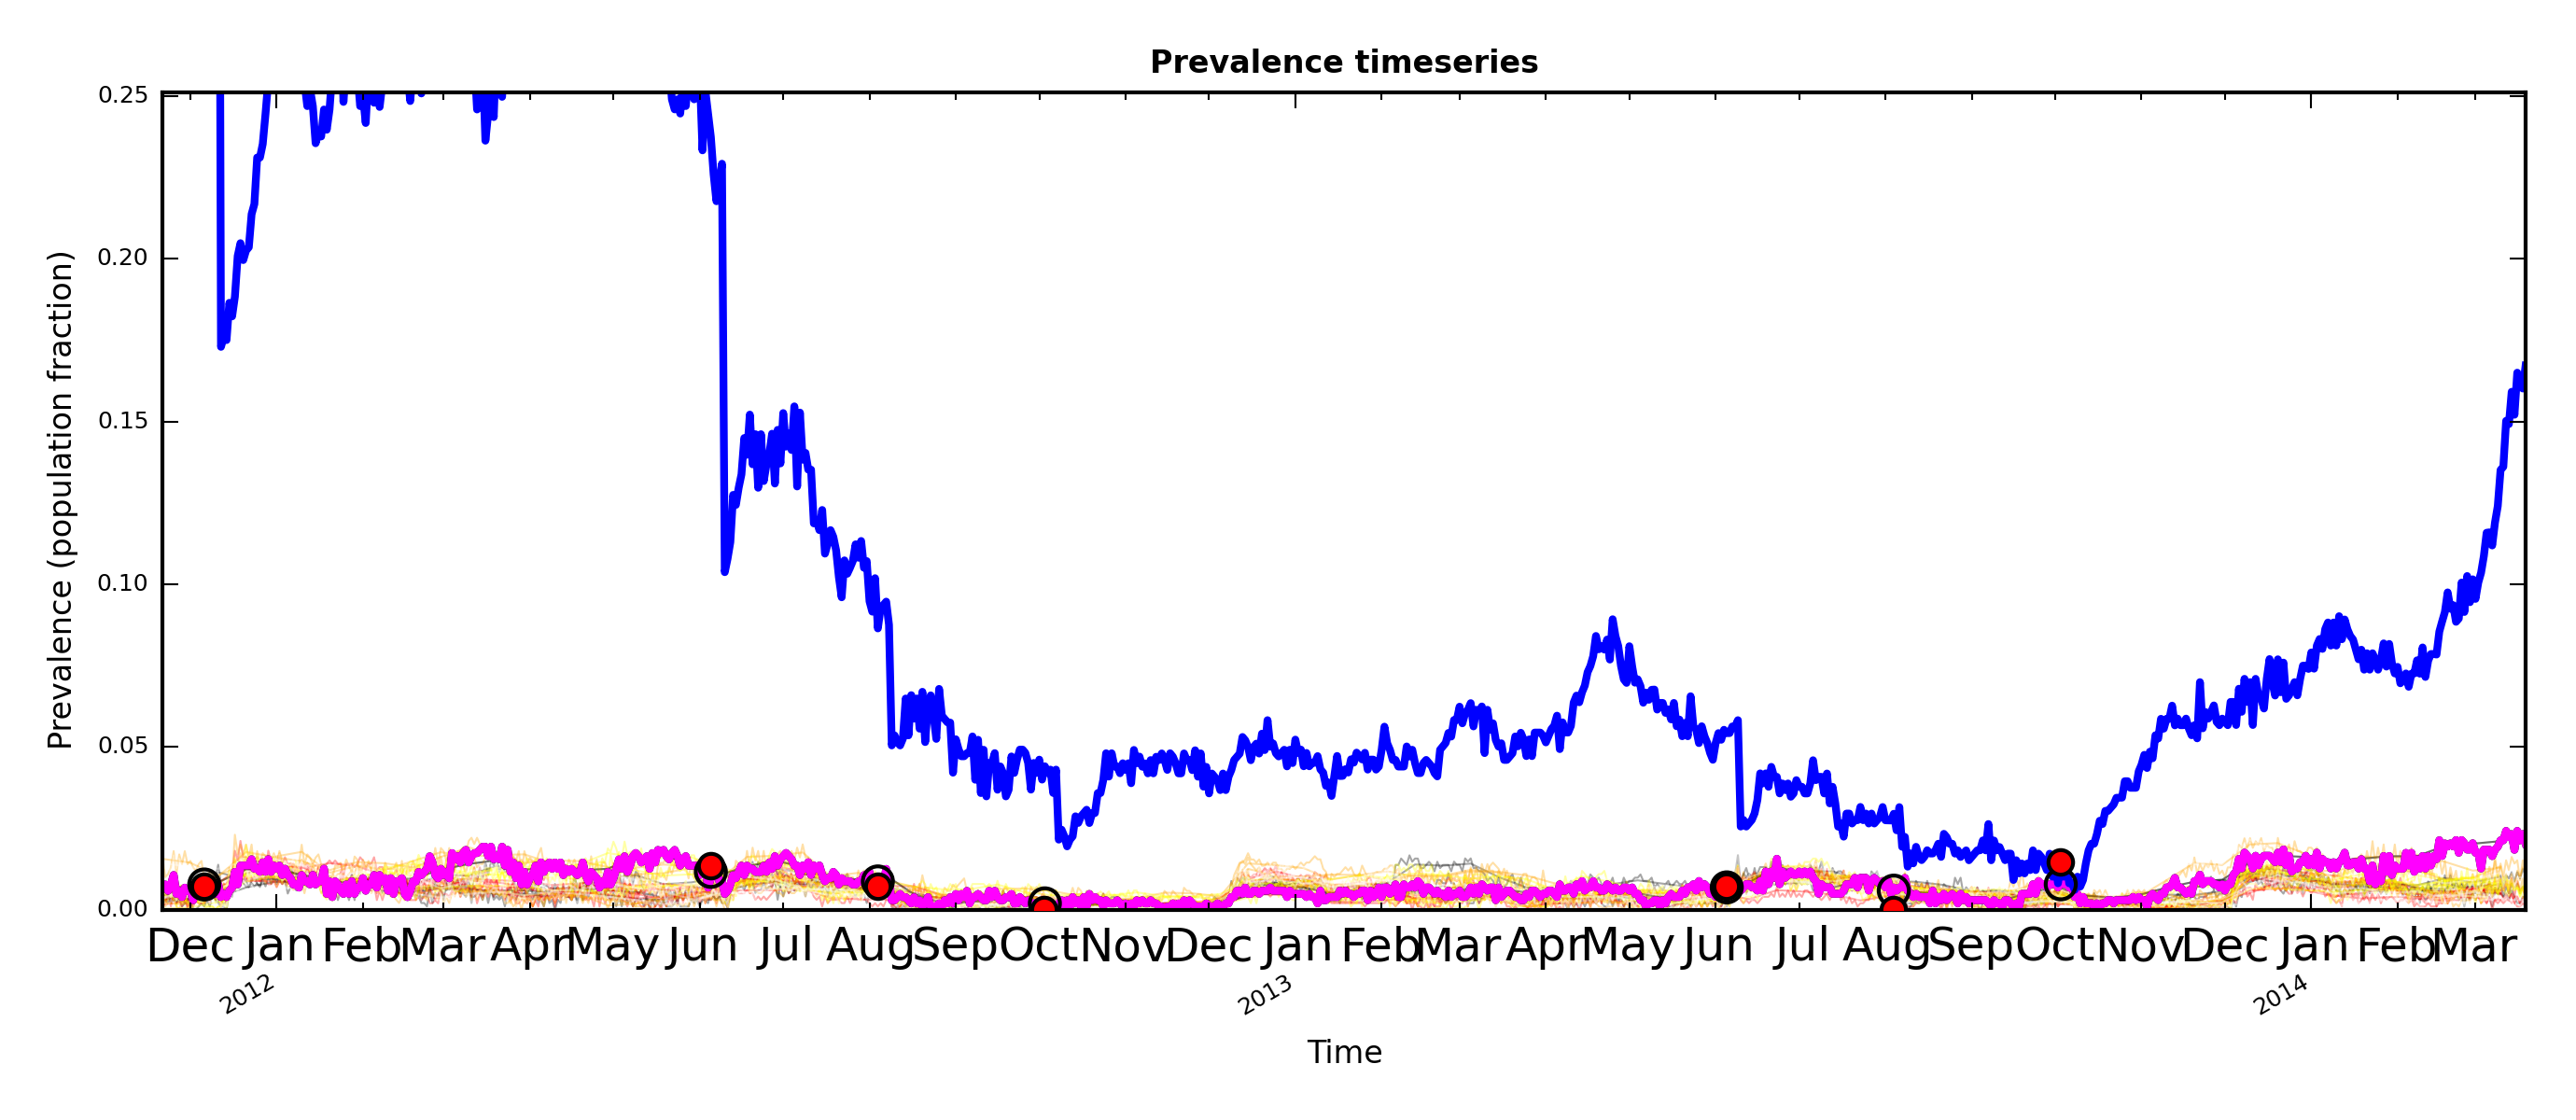 Prevalence timeseries
0.25
0.20
0.15
0.10
0.05
0.00
Prevalence (population fraction)
Dec Jan Feb Mar Apr May Jun Jul Aug Sep Oct Nov Dec Jan Feb Mar Apr May Jun Jul Aug Sep Oct Nov Dec Jan Feb Mar
2012 2013 2014
Time